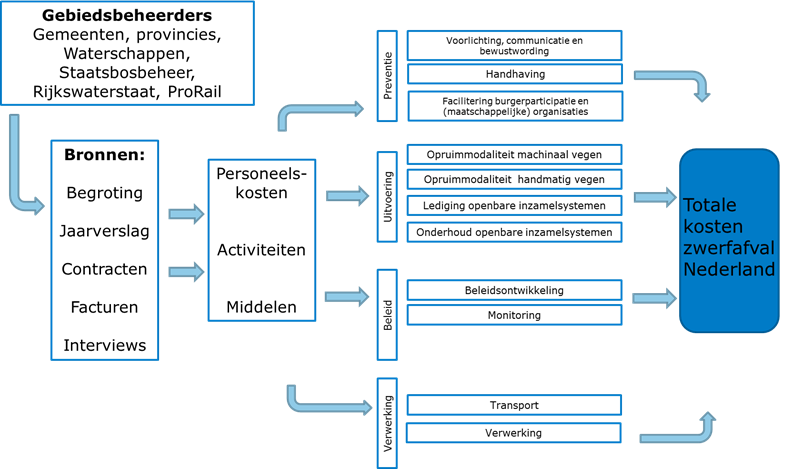 Gebiedsbeheerders
Gemeenten, provincies,
Waterschappen,
Staatsbosbeheer,
Rijkswaterstaat, ProRail
Bronnen:
Begroting
Jaarverslag
Contracten
Facturen
Interviews
Personeels-
kosten
Activiteiten
Middelen
Preventie
Voorlichting, communicatie en
bewustwording
Handhaving
Facilitering burgerparticipatie en
(maatschappelijke) organisaties
Uitvoering
Opruimmodaliteit machinaal vegen
Opruimmodaliteit handmatig vegen
Lediging openbare inzamelsystemen
Onderhoud openbare inzamelsystemen
Beleid
Beleidsontwikkeling
Monitoring
Verwerking
Transport
Verwerking
Totale
kosten
zwerfafval
Nederland